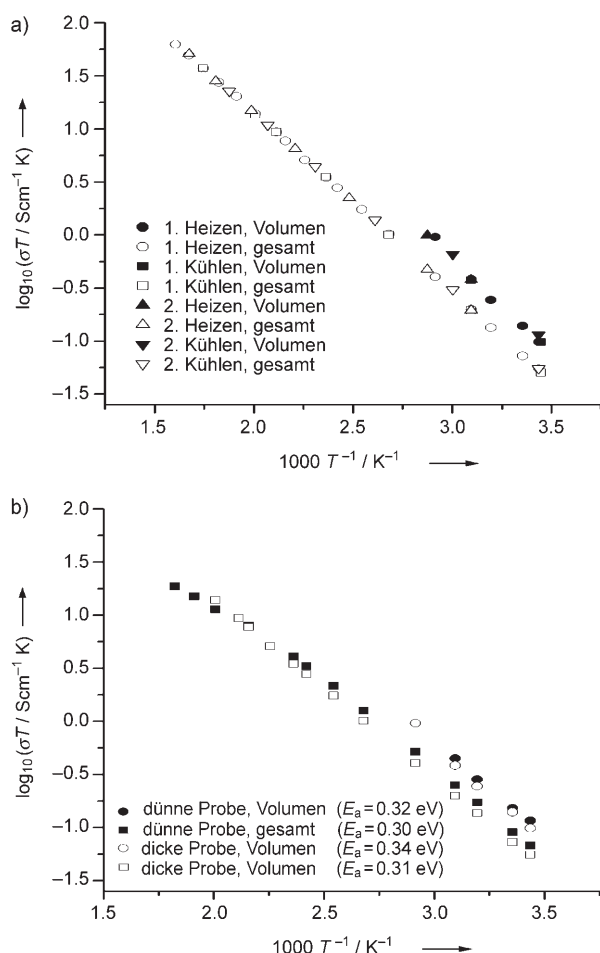 a)
2.0
1.5
1.0
0.5
0.0
–0.5
–1.0
–1.5
log₁₀(σT / Scm⁻¹ K)
1. Heizen, Volumen
1. Heizen, gesamt
1. Kühlen, Volumen
1. Kühlen, gesamt
2. Heizen, Volumen
2. Heizen, gesamt
2. Kühlen, Volumen
2. Kühlen, gesamt
1.5 2.0 2.5 3.0 3.5
1000 T⁻¹ / K⁻¹
b)
2.0
1.5
1.0
0.5
0.0
–0.5
–1.0
–1.5
log₁₀(σT / Scm⁻¹ K)
dünne Probe, Volumen (Eₐ = 0.32 eV)
dünne Probe, gesamt (Eₐ = 0.30 eV)
dicke Probe, Volumen (Eₐ = 0.34 eV)
dicke Probe, Volumen (Eₐ = 0.31 eV)
1.5 2.0 2.5 3.0 3.5
1000 T⁻¹ / K⁻¹